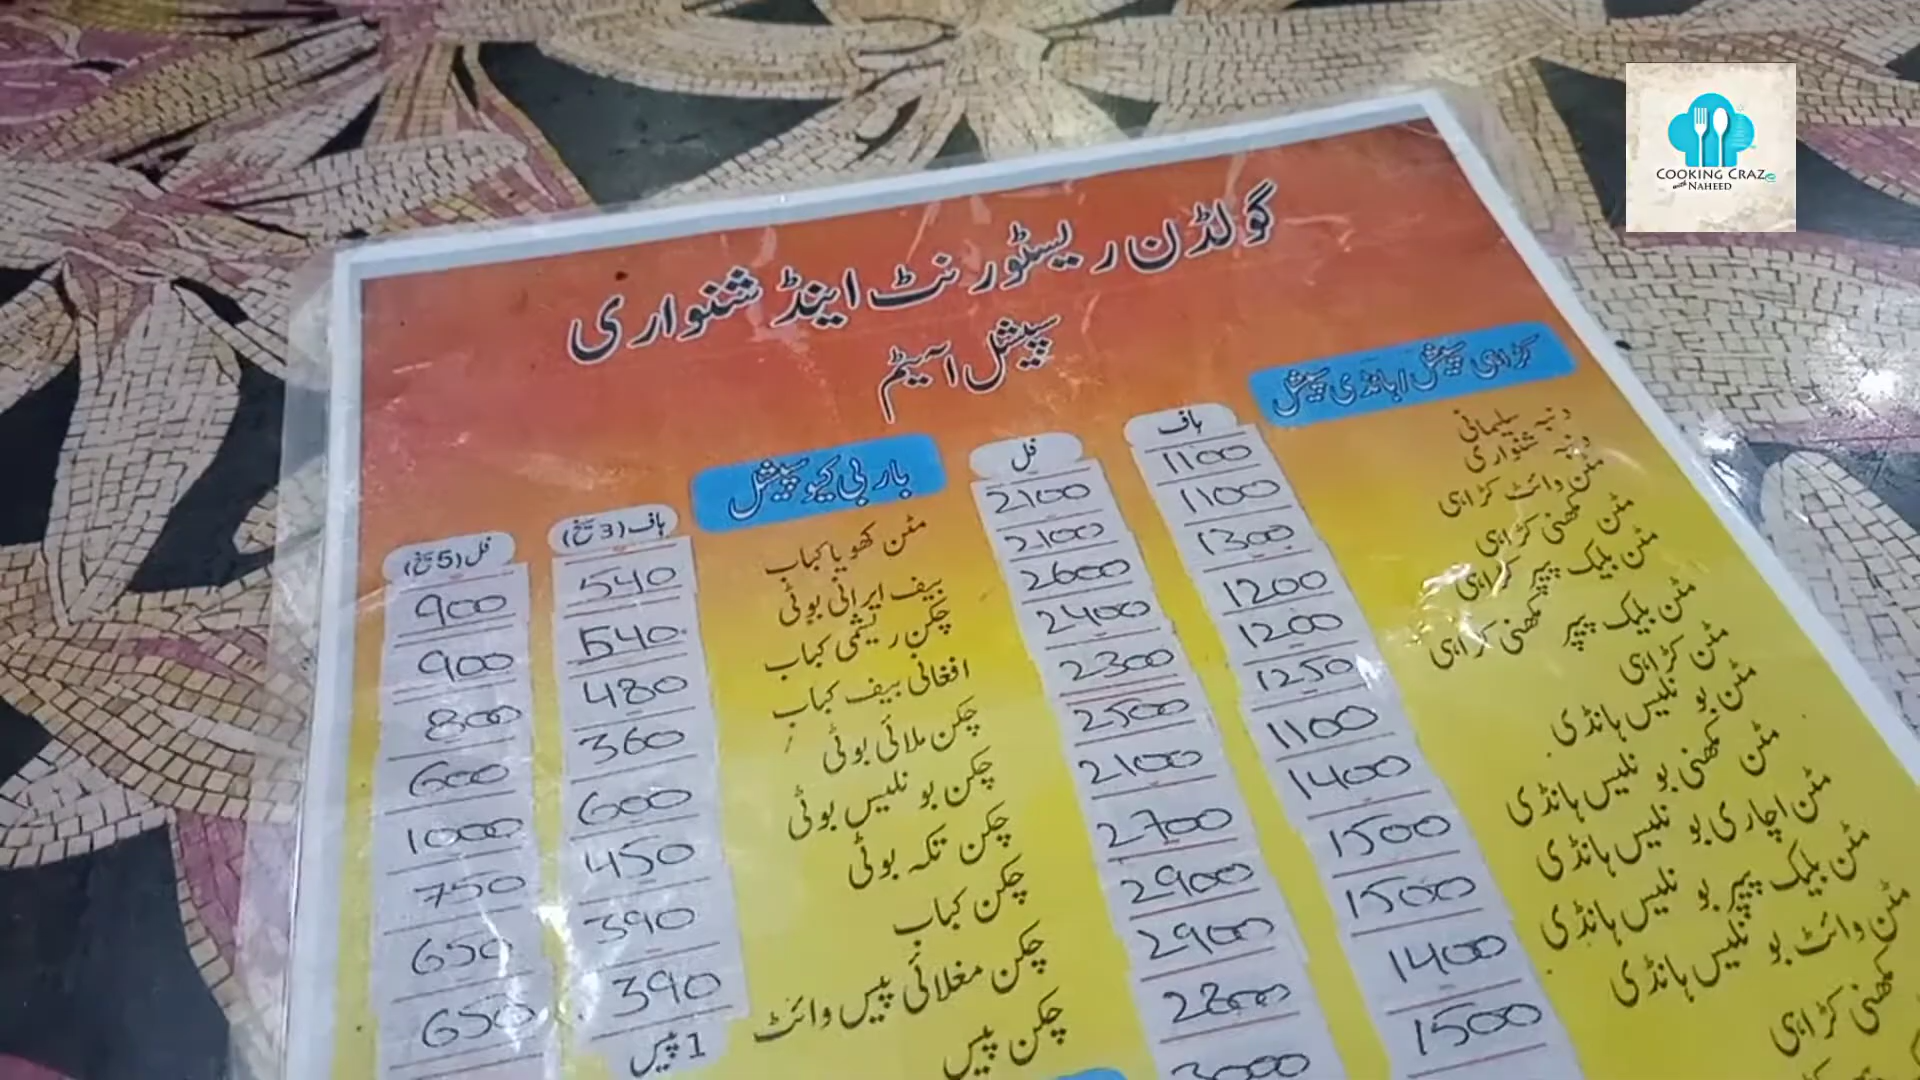 COOKING CRAZe
with NAHEED
گولڈن ریسٹورنٹ اینڈ شنواری
سپیشل آئیٹم
کڑاہی سپیشل / ہانڈی سپیشل
ہاف
فل
دنبہ سلیمانی
1100
2100
دنبہ شنواری
1100
2100
مٹن وائٹ کڑاہی
1300
2600
مٹن مکھنی کڑاہی
1200
2400
مٹن بلیک پیپر کڑاہی
1200
2300
مٹن بلیک پیپر مکھنی کڑاہی
1250
2500
مٹن کڑاہی
1100
2100
مٹن بونلیس ہانڈی
1400
2700
مٹن مکھنی بونلیس ہانڈی
1500
2900
مٹن اچاری بونلیس ہانڈی
1500
2900
مٹن بلیک پیپر بونلیس ہانڈی
1400
2800
مٹن وائٹ بونلیس ہانڈی
1500
3000
مکھنی کڑاہی
بار بی کیو سپیشل
ہاف (3 سیخ)
فل (5 سیخ)
مٹن کھویا کباب
540
900
بیف ایرانی بوٹی
540
900
چکن ریشمی کباب
480
800
افغانی بیف کباب
360
600
چکن ملائی بوٹی
600
1000
چکن بونلیس بوٹی
450
750
چکن تکہ بوٹی
390
650
چکن کباب
390
650
چکن مغلائی پیس وائٹ
1 پیس
چکن پیس